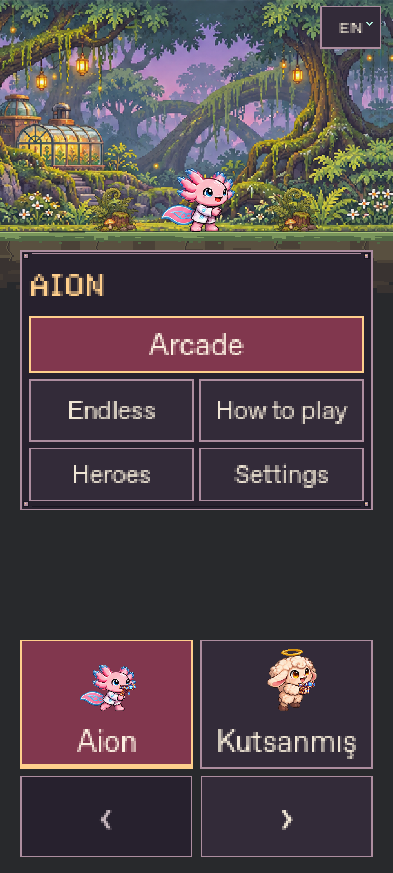 EN
AION
Arcade
Endless
How to play
Heroes
Settings
Aion
Kutsanmış
‹
›